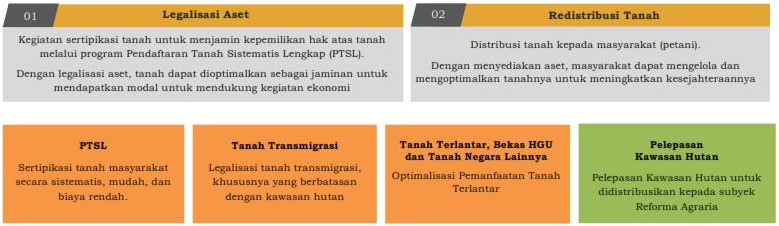 01
Legalisasi Aset
Kegiatan sertipikasi tanah untuk menjamin kepemilikan hak atas tanah
melalui program Pendaftaran Tanah Sistematis Lengkap (PTSL).
Dengan legalisasi aset, tanah dapat dioptimalkan sebagai jaminan untuk
mendapatkan modal untuk mendukung kegiatan ekonomi
02
Redistribusi Tanah
Distribusi tanah kepada masyarakat (petani).
Dengan menyediakan aset, masyarakat dapat mengelola dan
mengoptimalkan tanahnya untuk meningkatkan kesejahteraannya
PTSL
Sertipikasi tanah masyarakat
secara sistematis, mudah, dan
biaya rendah.
Tanah Transmigrasi
Legalisasi tanah transmigrasi,
khususnya yang berbatasan
dengan kawasan hutan
Tanah Terlantar, Bekas HGU
dan Tanah Negara Lainnya
Optimalisasi Pemanfaatan Tanah
Terlantar
Pelepasan
Kawasan Hutan
Pelepasan Kawasan Hutan untuk
didistribusikan kepada subyek
Reforma Agraria